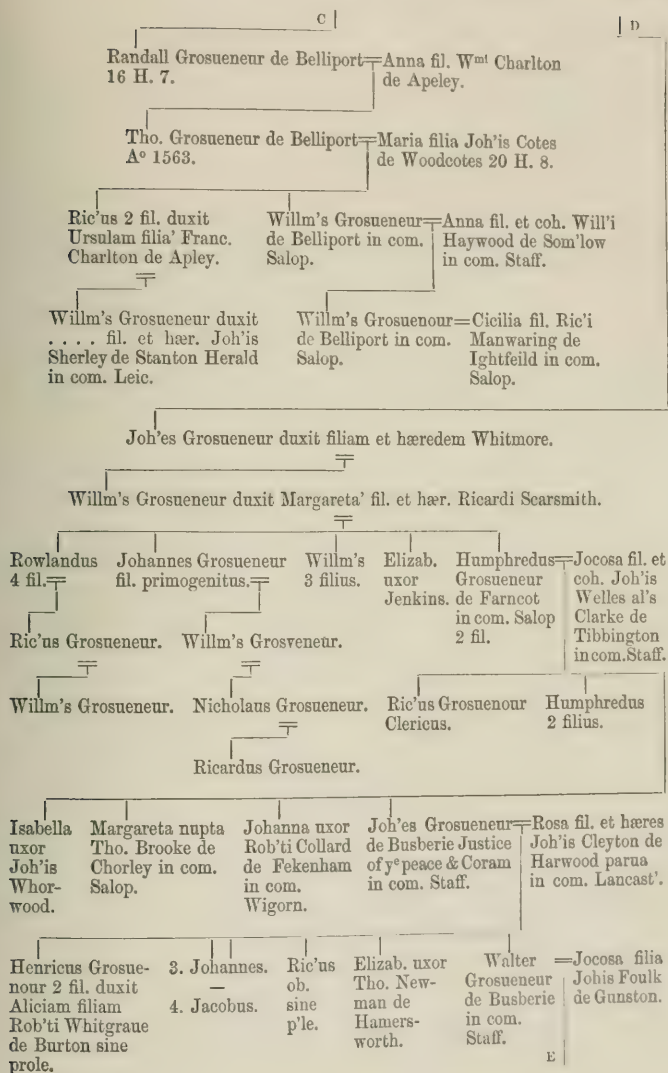 C
D
Randall Grosueneur de Belliport
16 H. 7.
Anna fil. Wᵐⁱ Charlton
de Apeley.
Tho. Grosueneur de Belliport
Aº 1563.
Maria filia Joh'is Cotes
de Woodcotes 20 H. 8.
Ric'us 2 fil. duxit
Ursulam filia' Franc.
Charlton de Apley.
Willm's Grosueneur
de Belliport in com.
Salop.
Anna fil. et coh. Will'i
Haywood de Som'low
in com. Staff.
Willm's Grosueneur duxit
. . . . fil. et hær. Joh'is
Sherley de Stanton Herald
in com. Leic.
Willm's Grosuenour
de Belliport in com.
Salop.
Cicilia fil. Ric'i
Manwaring de
Ightfeild in com.
Salop.
Joh'es Grosueneur duxit filiam et hæredem Whitmore.
Willm's Grosueneur duxit Margareta' fil. et hær. Ricardi Scarsmith.
Rowlandus
4 fil.
Johannes Grosueneur
fil. primogenitus.
Willm's
3 filius.
Elizab.
uxor
Jenkins.
Humphredus
Grosueneur
de Farncot
in com. Salop
2 fil.
Jocosa fil. et
coh. Joh'is
Welles al's
Clarke de
Tibbington
in com. Staff.
Ric'us Grosueneur.
Willm's Grosveneur.
Willm's Grosueneur.
Nicholaus Grosueneur.
Ric'us Grosuenour
Clericus.
Humphredus
2 filius.
Ricardus Grosueneur.
Isabella
uxor
Joh'is
Whor-
wood.
Margareta nupta
Tho. Brooke de
Chorley in com.
Salop.
Johanna uxor
Rob'ti Collard
de Fekenham
in com.
Wigorn.
Joh'es Grosueneur
de Busberie Justice
of yᵉ peace & Coram
in com. Staff.
Rosa fil. et hæres
Joh'is Cleyton de
Harwood parua
in com. Lancast'.
Henricus Grosue-
nour 2 fil. duxit
Aliciam filiam
Rob'ti Whitgraue
de Burton sine
prole.
3. Johannes.
—
4. Jacobus.
Ric'us
ob.
sine
p'le.
Elizab. uxor
Tho. New-
man de
Hamers-
worth.
Walter
Grosueneur
de Busberie
in com.
Staff.
Jocosa filia
Johis Foulk
de Gunston.
E